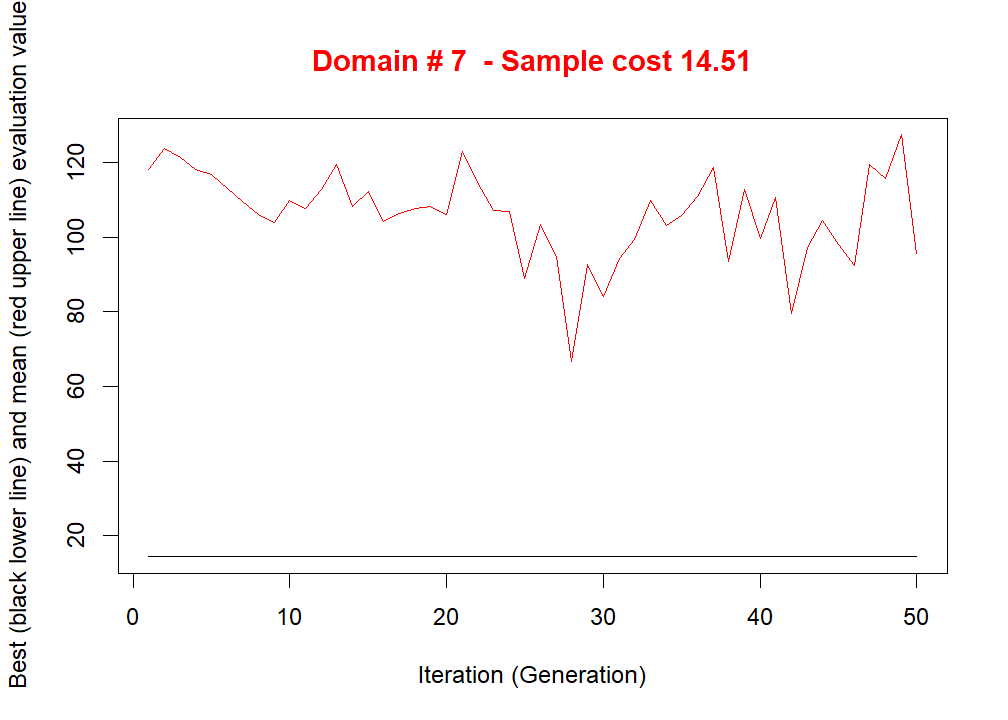 Domain # 7  - Sample cost 14.51
Best (black lower line) and mean (red upper line) evaluation value
120
100
80
60
40
20
0 10 20 30 40 50
Iteration (Generation)